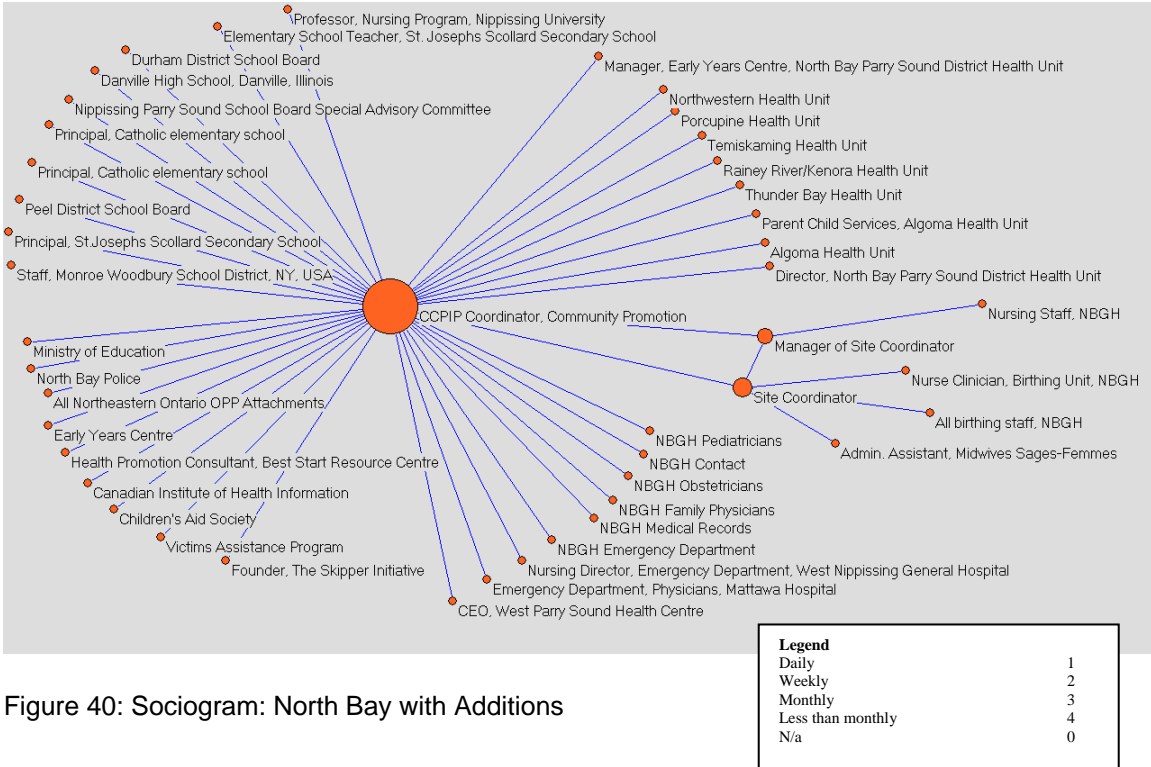 Professor, Nursing Program, Nippissing University
Elementary School Teacher, St. Josephs Scollard Secondary School
Durham District School Board
Danville High School, Danville, Illinois
Nippissing Parry Sound School Board Special Advisory Committee
Principal, Catholic elementary school
Principal, Catholic elementary school
Peel District School Board
Principal, St.Josephs Scollard Secondary School
Staff, Monroe Woodbury School District, NY, USA
Manager, Early Years Centre, North Bay Parry Sound District Health Unit
Northwestern Health Unit
Porcupine Health Unit
Temiskaming Health Unit
Rainey River/Kenora Health Unit
Thunder Bay Health Unit
Parent Child Services, Algoma Health Unit
Algoma Health Unit
Director, North Bay Parry Sound District Health Unit
CCPIP Coordinator, Community Promotion
Nursing Staff, NBGH
Manager of Site Coordinator
Nurse Clinician, Birthing Unit, NBGH
Site Coordinator
All birthing staff, NBGH
Admin. Assistant, Midwives Sages-Femmes
Ministry of Education
North Bay Police
All Northeastern Ontario OPP Attachments
Early Years Centre
Health Promotion Consultant, Best Start Resource Centre
Canadian Institute of Health Information
Children's Aid Society
Victims Assistance Program
Founder, The Skipper Initiative
NBGH Pediatricians
NBGH Contact
NBGH Obstetricians
NBGH Family Physicians
NBGH Medical Records
NBGH Emergency Department
Nursing Director, Emergency Department, West Nippissing General Hospital
Emergency Department, Physicians, Mattawa Hospital
CEO, West Parry Sound Health Centre
Legend
Daily 1
Weekly 2
Monthly 3
Less than monthly 4
N/a 0
Figure 40: Sociogram: North Bay with Additions